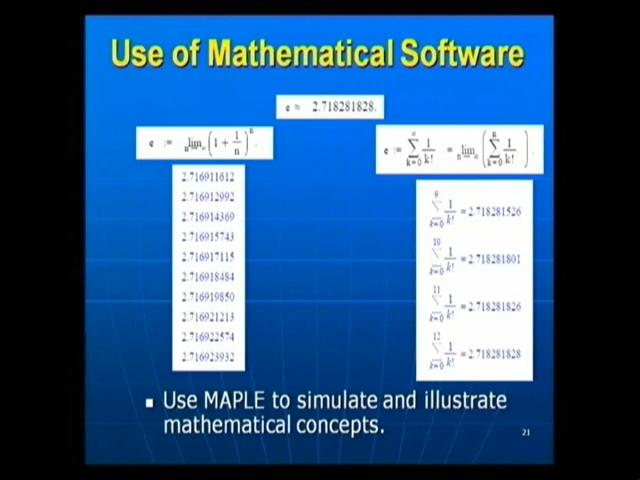 Use of Mathematical Software
e ≈ 2.718281828.
e := lim n→∞ (1 + 1/n)^n.
e := ∑ k=0 ∞ 1/k! = lim n→∞ (∑ k=0 n 1/k!).
2.716911612
2.716912992
2.716914369
2.716915743
2.716917115
2.716918484
2.716919850
2.716921213
2.716922574
2.716923932
∑ k=0 9 1/k! = 2.718281526
∑ k=0 10 1/k! = 2.718281801
∑ k=0 11 1/k! = 2.718281826
∑ k=0 12 1/k! = 2.718281828
▪ Use MAPLE to simulate and illustrate
mathematical concepts.
21